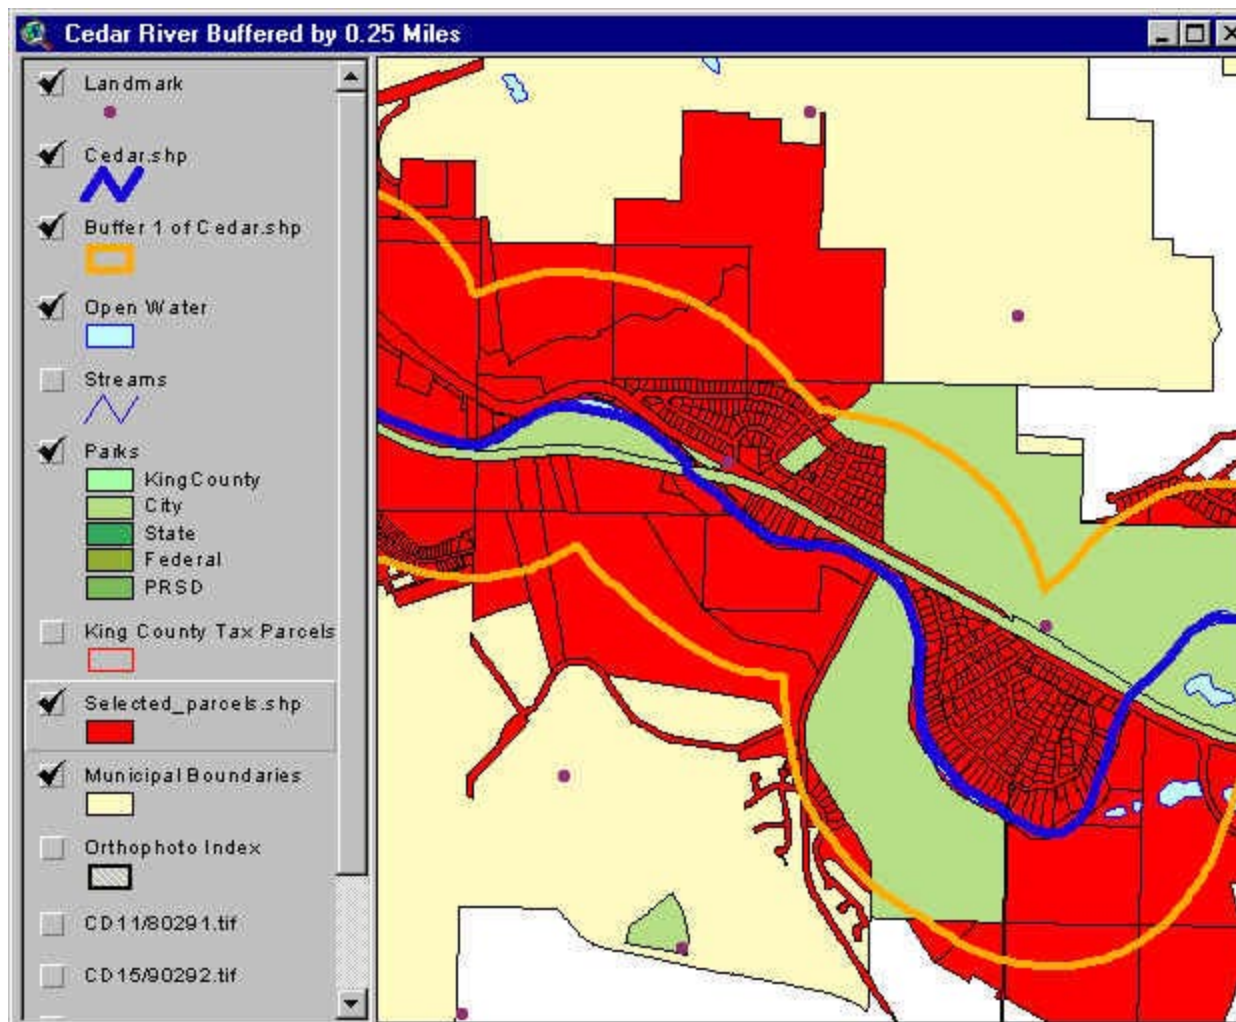 Cedar River Buffered by 0.25 Miles
Landmark
Cedar.shp
Buffer 1 of Cedar.shp
Open Water
Streams
Parks
KingCounty
City
State
Federal
PRSD
King County Tax Parcels
Selected_parcels.shp
Municipal Boundaries
Orthophoto Index
CD11/80291.tif
CD15/90292.tif